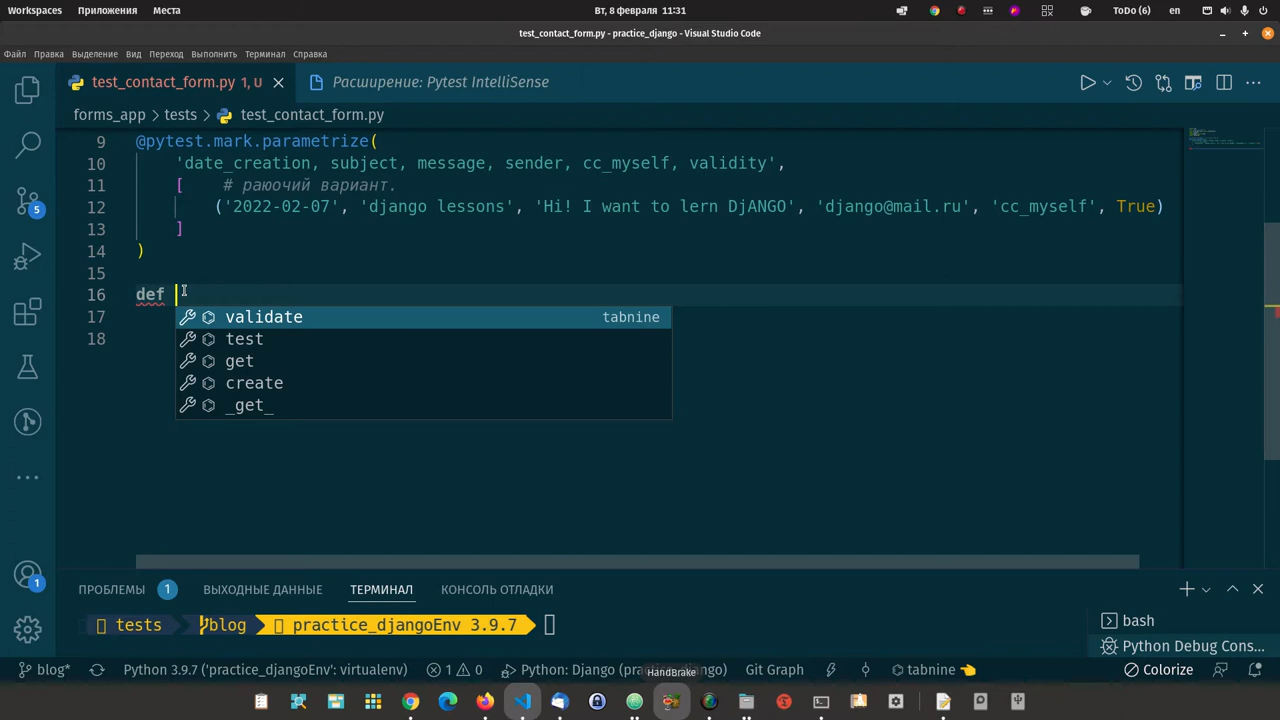 Workspaces Приложения Места Вт, 8 февраля 11:31 ToDo (6) en
test_contact_form.py - practice_django - Visual Studio Code
Файл Правка Выделение Вид Переход Выполнить Терминал Справка
test_contact_form.py 1, U Расширение: Pytest IntelliSense
forms_app > tests > test_contact_form.py
9 @pytest.mark.parametrize(
10 'date_creation, subject, message, sender, cc_myself, validity',
11 [ # раюочий вариант.
12 ('2022-02-07', 'django lessons', 'Hi! I want to lern DjANGO', 'django@mail.ru', 'cc_myself', True)
13 ]
14 )
15
16 def
17 validate tabnine
18 test
get
create
_get_
5
1
ПРОБЛЕМЫ 1 ВЫХОДНЫЕ ДАННЫЕ ТЕРМИНАЛ КОНСОЛЬ ОТЛАДКИ
tests blog practice_djangoEnv 3.9.7
bash
Python Debug Cons...
blog* Python 3.9.7 ('practice_djangoEnv': virtualenv) 1 0 Python: Django (practice_django) Git Graph tabnine Colorize
HandBrake